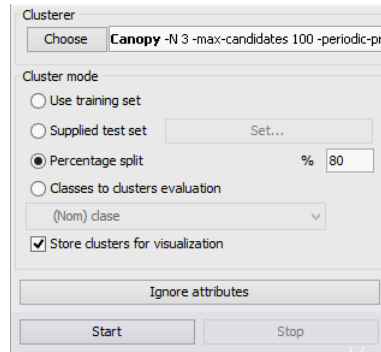 Clusterer
Choose Canopy -N 3 -max-candidates 100 -periodic-pr
Cluster mode
Use training set
Supplied test set Set...
Percentage split % 80
Classes to clusters evaluation
(Nom) clase
Store clusters for visualization
Ignore attributes
Start Stop